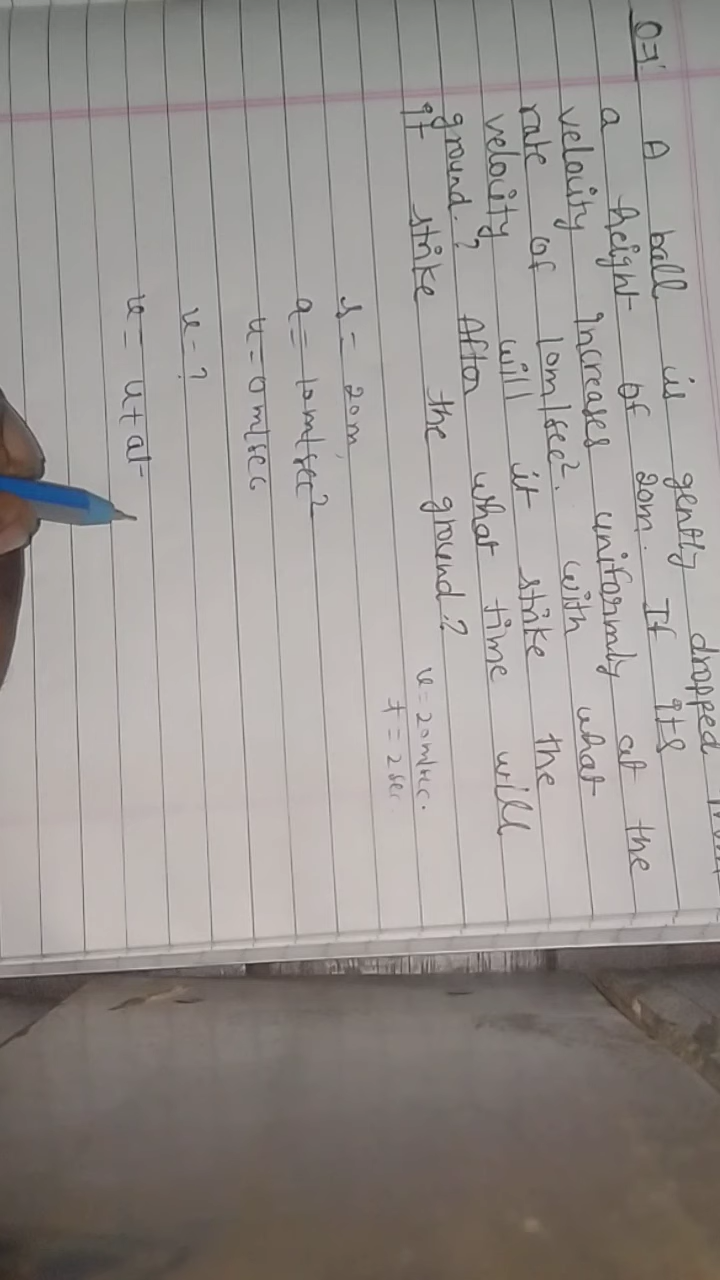 Q=1. A ball is gently dropped from
a height of 20m. If its
velocity increases uniformly at the
rate of 10m/sec². with what
velocity will it strike the
ground.? After what time will
it strike the ground?
v=20m/sec.
t=2sec.
s= 20m,
a= 10m/sec²
u=0m/sec
v=?
v= u+at